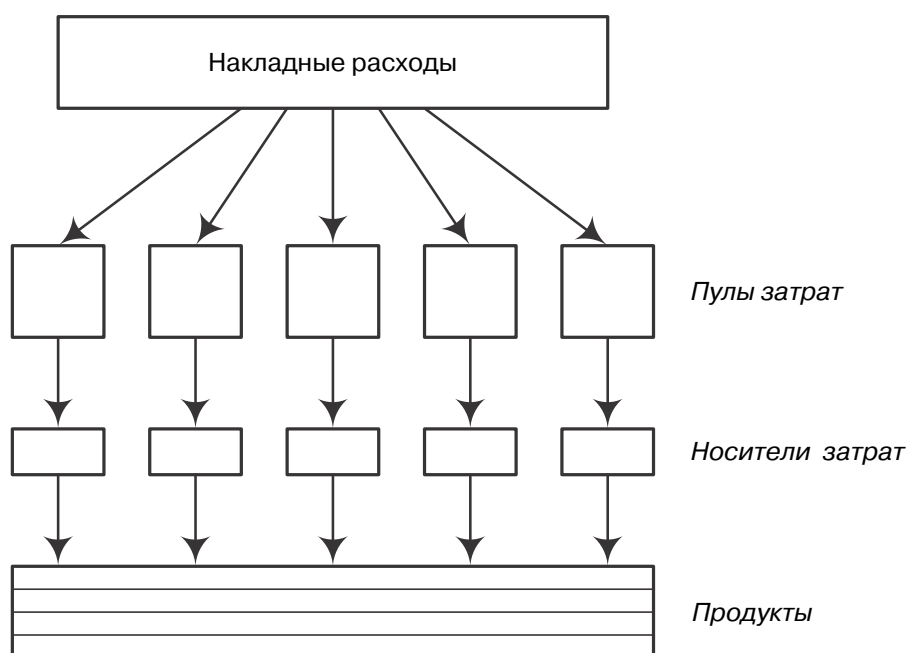 Накладные расходы
Пулы затрат
Носители затрат
Продукты